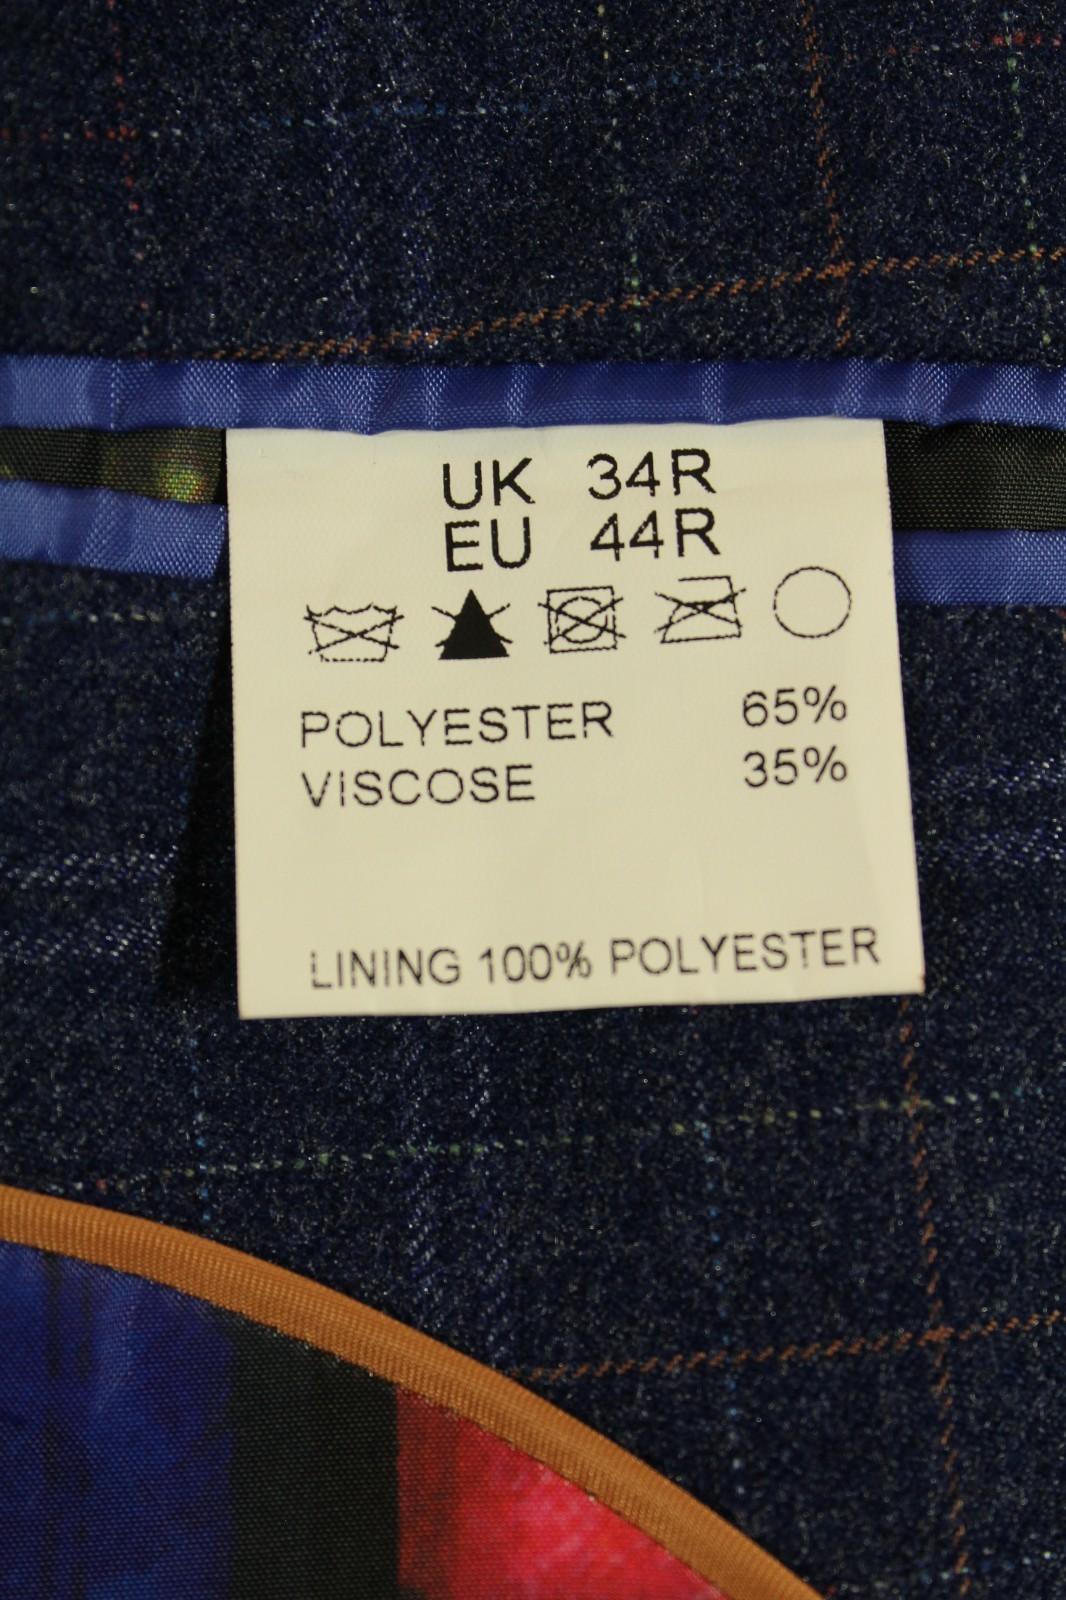 UK 34R
EU 44R
POLYESTER 65%
VISCOSE 35%
LINING 100% POLYESTER